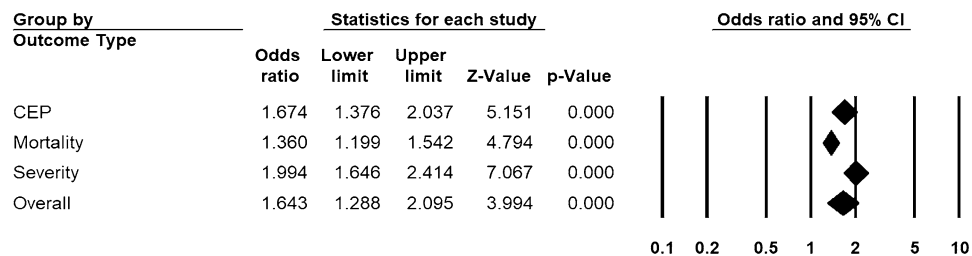 Group by Statistics for each study Odds ratio and 95% CI
Outcome Type
Odds Lower Upper
ratio limit limit Z-Value p-Value
CEP 1.674 1.376 2.037 5.151 0.000
Mortality 1.360 1.199 1.542 4.794 0.000
Severity 1.994 1.646 2.414 7.067 0.000
Overall 1.643 1.288 2.095 3.994 0.000
0.1 0.2 0.5 1 2 5 10